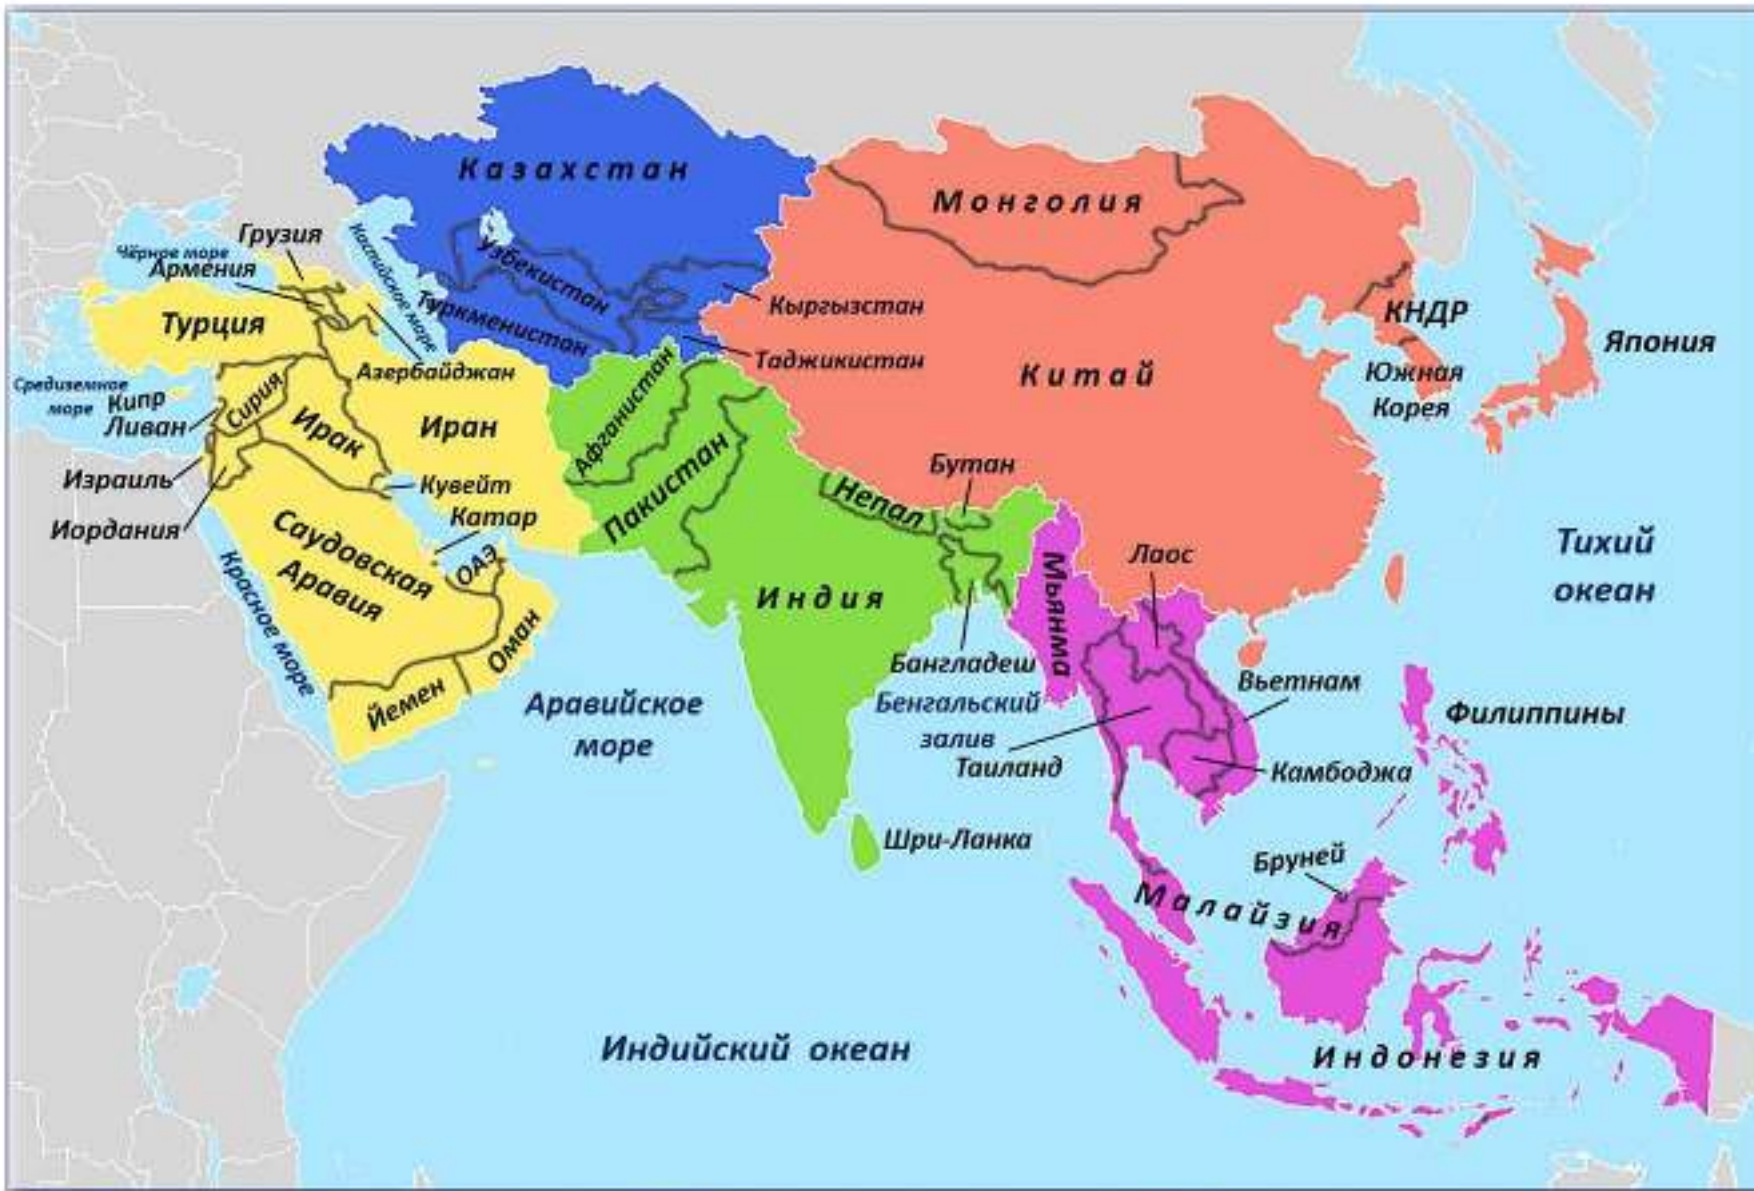 Казахстан
Монголия
Узбекистан
Грузия
Чёрное море
Армения
Каспийское море
Туркменистан
Кыргызстан
КНДР
Турция
Япония
Таджикистан
Азербайджан
Китай
Южная
Корея
Средиземное
море
Кипр
Ливан
Сирия
Ирак
Иран
Афганистан
Пакистан
Бутан
Непал
Израиль
Кувейт
Катар
Иордания
Саудовская
Аравия
ОАЭ
Красное море
Оман
Йемен
Индия
Мьянма
Лаос
Тихий
океан
Бангладеш
Бенгальский
залив
Таиланд
Вьетнам
Филиппины
Камбоджа
Аравийское
море
Шри-Ланка
Бруней
Малайзия
Индийский океан
Индонезия